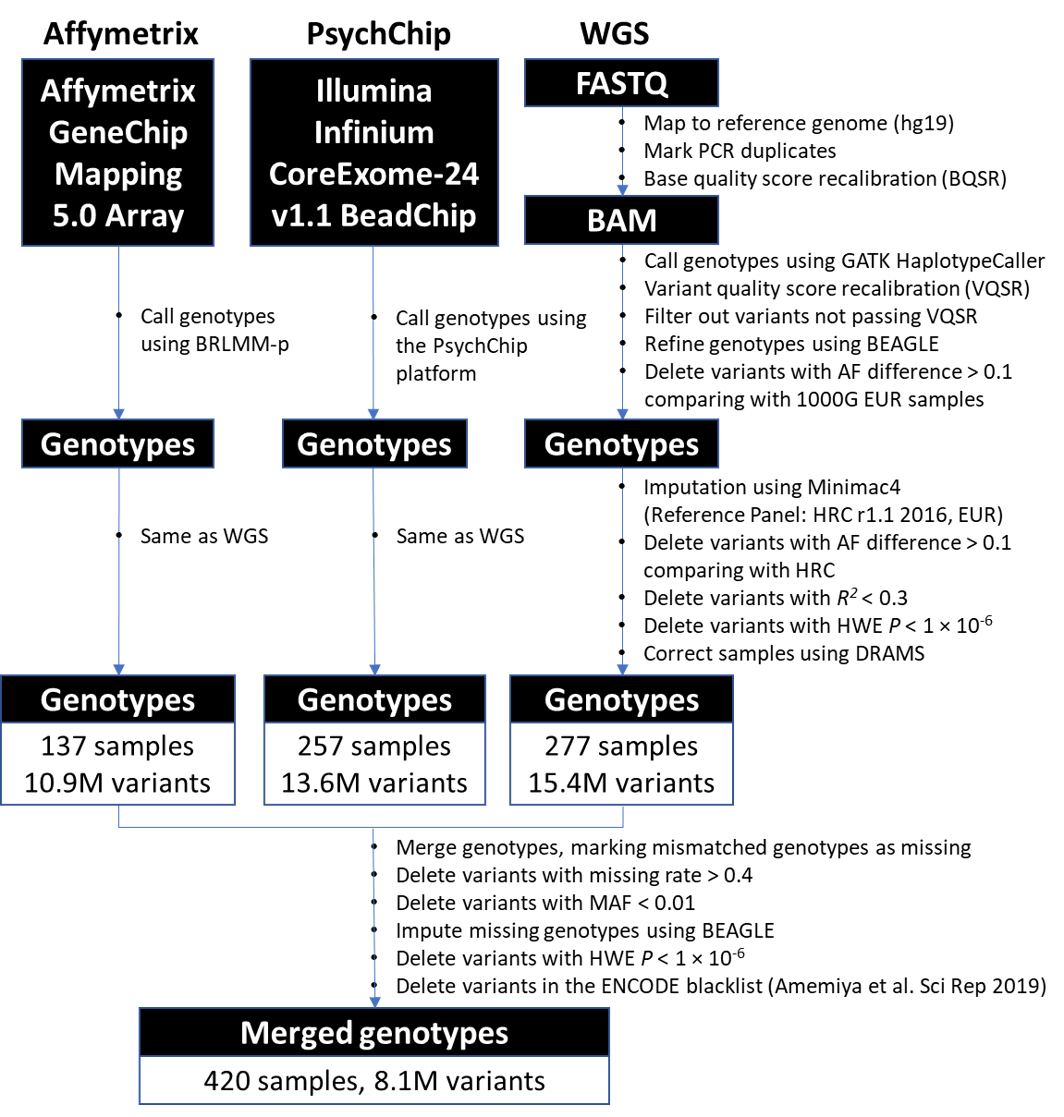 Affymetrix
PsychChip
WGS
Affymetrix
GeneChip
Mapping
5.0 Array
Illumina
Infinium
CoreExome-24
v1.1 BeadChip
FASTQ
• Map to reference genome (hg19)
• Mark PCR duplicates
• Base quality score recalibration (BQSR)
BAM
• Call genotypes
using BRLMM-p
• Call genotypes using
the PsychChip
platform
• Call genotypes using GATK HaplotypeCaller
• Variant quality score recalibration (VQSR)
• Filter out variants not passing VQSR
• Refine genotypes using BEAGLE
• Delete variants with AF difference > 0.1
comparing with 1000G EUR samples
Genotypes
Genotypes
Genotypes
• Same as WGS
• Same as WGS
• Imputation using Minimac4
(Reference Panel: HRC r1.1 2016, EUR)
• Delete variants with AF difference > 0.1
comparing with HRC
• Delete variants with R² < 0.3
• Delete variants with HWE P < 1 × 10⁻⁶
• Correct samples using DRAMS
Genotypes
137 samples
10.9M variants
Genotypes
257 samples
13.6M variants
Genotypes
277 samples
15.4M variants
• Merge genotypes, marking mismatched genotypes as missing
• Delete variants with missing rate > 0.4
• Delete variants with MAF < 0.01
• Impute missing genotypes using BEAGLE
• Delete variants with HWE P < 1 × 10⁻⁶
• Delete variants in the ENCODE blacklist (Amemiya et al. Sci Rep 2019)
Merged genotypes
420 samples, 8.1M variants